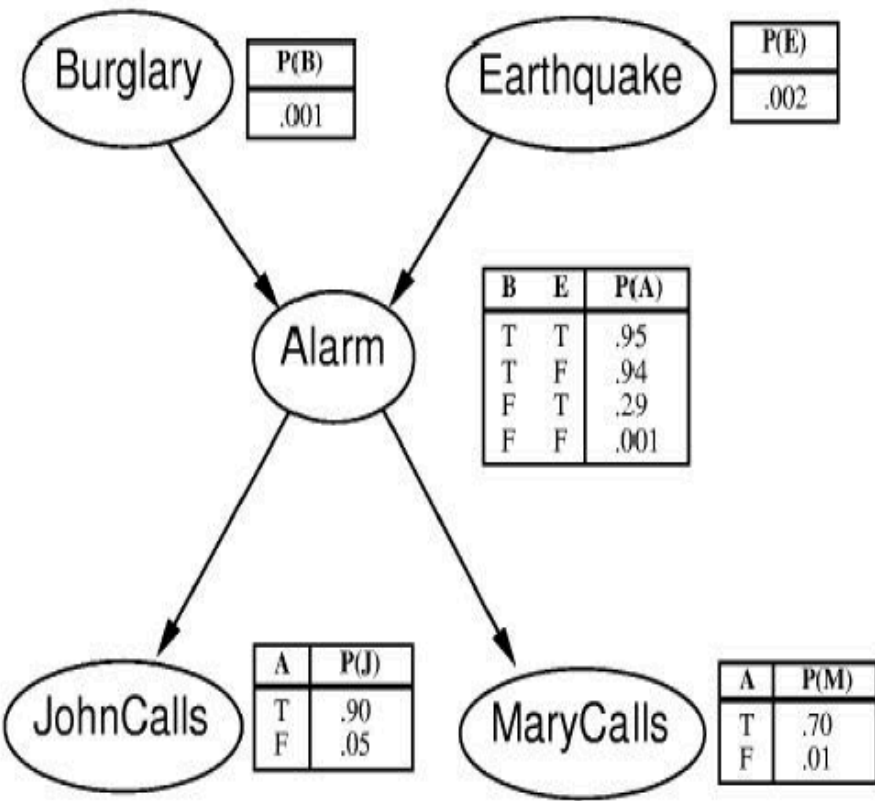 Burglary
P(B)
.001
Earthquake
P(E)
.002
Alarm
B E P(A)
T T .95
T F .94
F T .29
F F .001
JohnCalls
A P(J)
T .90
F .05
MaryCalls
A P(M)
T .70
F .01